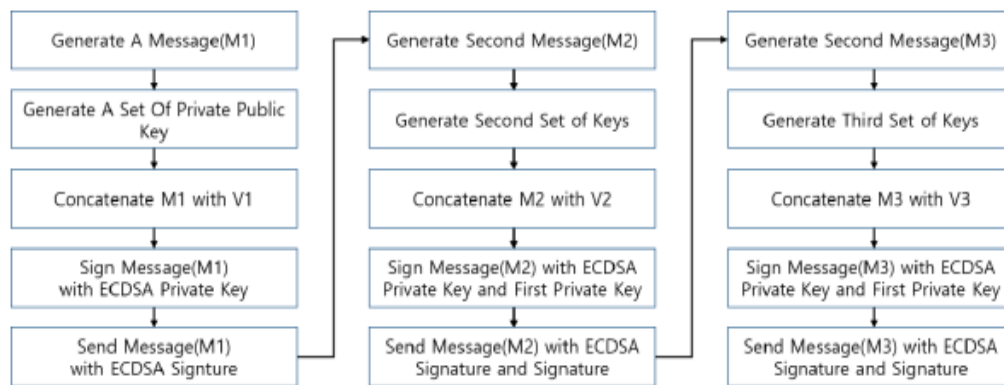 Generate A Message(M1)
Generate A Set Of Private Public
Key
Concatenate M1 with V1
Sign Message(M1)
with ECDSA Private Key
Send Message(M1)
with ECDSA Signture
Generate Second Message(M2)
Generate Second Set of Keys
Concatenate M2 with V2
Sign Message(M2) with ECDSA
Private Key and First Private Key
Send Message(M2) with ECDSA
Signature and Signature
Generate Second Message(M3)
Generate Third Set of Keys
Concatenate M3 with V3
Sign Message(M3) with ECDSA
Private Key and First Private Key
Send Message(M3) with ECDSA
Signature and Signature